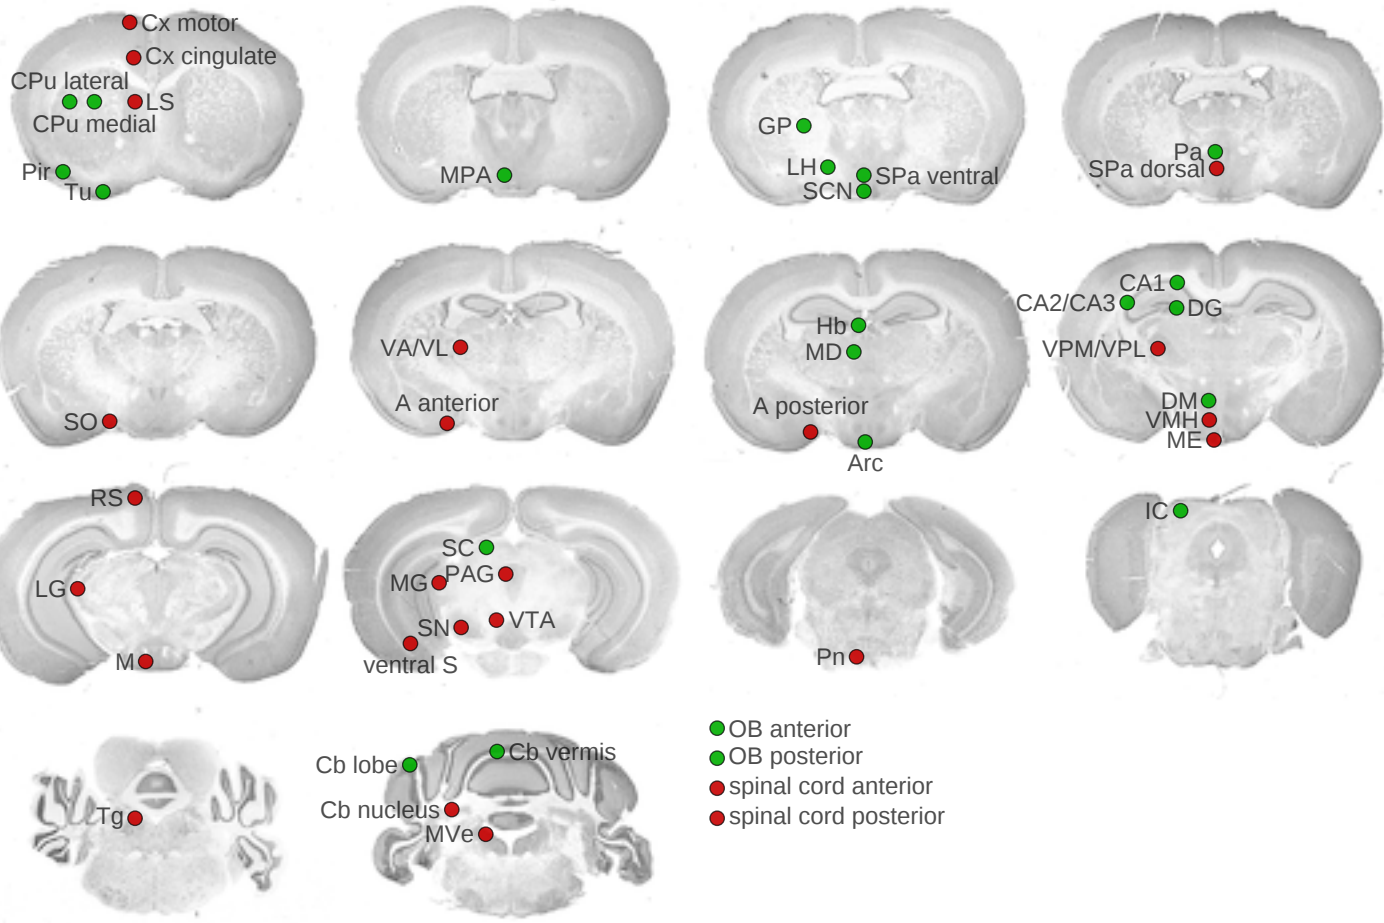 Cx motor
Cx cingulate
CPu lateral
LS
CPu medial
Pir
Tu
MPA
GP
LH
SPa ventral
SCN
Pa
SPa dorsal
SO
VA/VL
A anterior
Hb
MD
A posterior
Arc
CA1
CA2/CA3
DG
VPM/VPL
DM
VMH
ME
RS
LG
M
SC
MG
PAG
SN
VTA
ventral S
Pn
IC
Tg
Cb lobe
Cb vermis
Cb nucleus
MVe
OB anterior
OB posterior
spinal cord anterior
spinal cord posterior